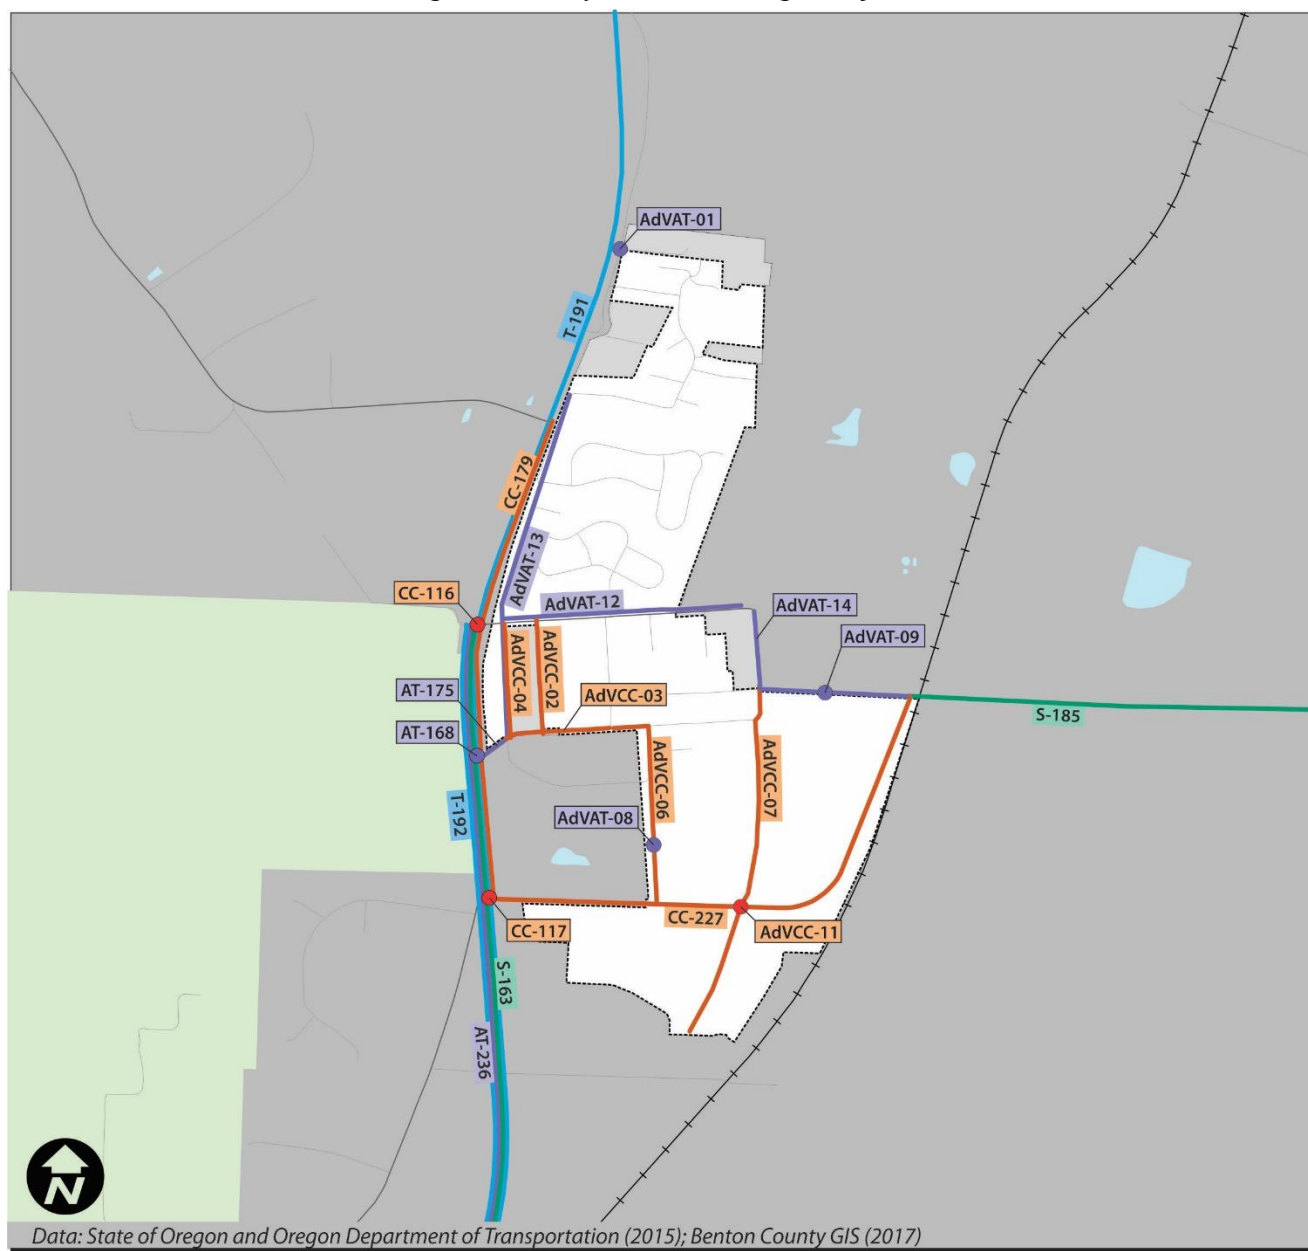 AdVAT-01
T-191
CC-179
AdVAT-13
CC-116
AdVAT-12
AdVAT-14
AdVAT-09
AdVCC-04
AdVCC-02
AT-175
AdVCC-03
AT-168
S-185
AdVCC-06
AdVCC-07
T-192
AdVAT-08
CC-227
CC-117
AdVCC-11
S-163
AT-236
N
Data: State of Oregon and Oregon Department of Transportation (2015); Benton County GIS (2017)